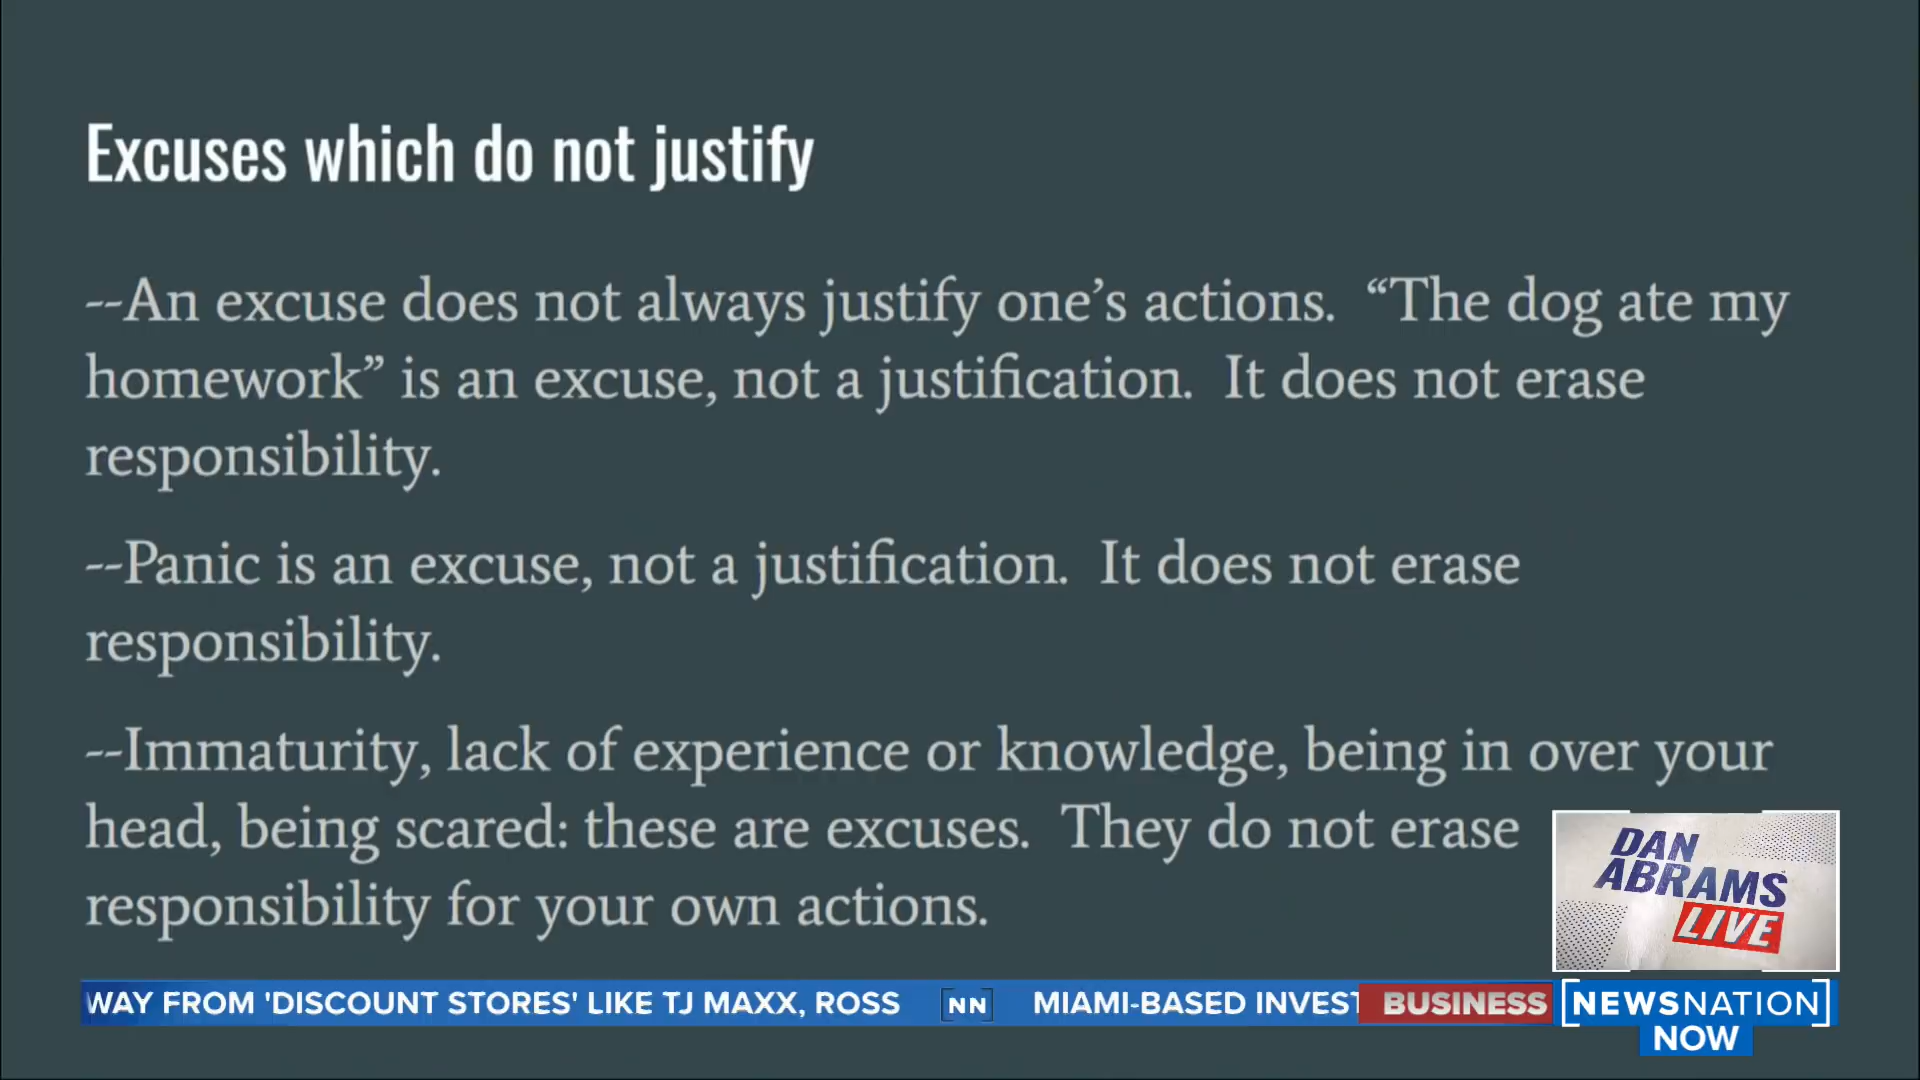 Excuses which do not justify
--An excuse does not always justify one’s actions.  “The dog ate my
homework” is an excuse, not a justification.  It does not erase
responsibility.
--Panic is an excuse, not a justification.  It does not erase
responsibility.
--Immaturity, lack of experience or knowledge, being in over your
head, being scared: these are excuses.  They do not erase
responsibility for your own actions.
DAN
ABRAMS
LIVE
WAY FROM 'DISCOUNT STORES' LIKE TJ MAXX, ROSS [NN] MIAMI-BASED INVEST
BUSINESS
[NEWSNATION]
NOW